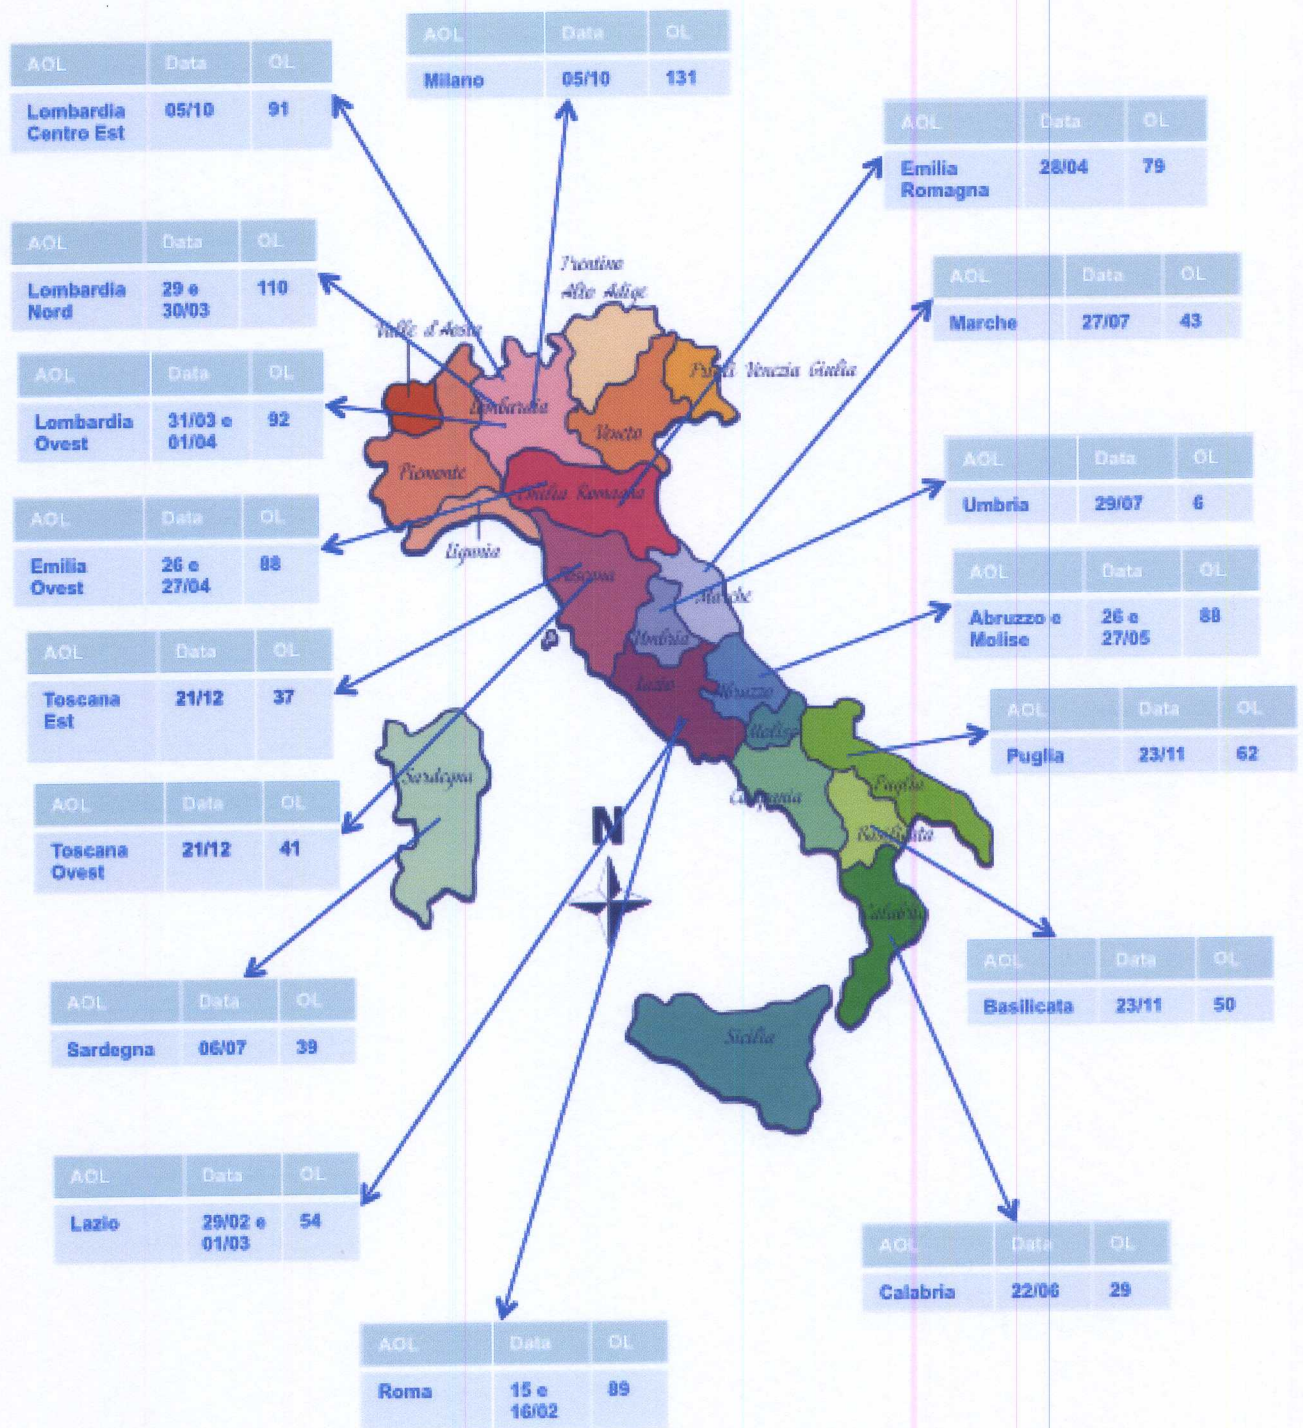 AOL Data OL
Milano 05/10 131
AOL Data OL
Lombardia 05/10 91
Centro Est
AOL Data OL
Emilia 28/04 79
Romagna
AOL Data OL
Lombardia 29 e 110
Nord 30/03
AOL Data OL
Marche 27/07 43
AOL Data OL
Lombardia 31/03 e 92
Ovest 01/04
AOL Data OL
Umbria 29/07 6
AOL Data OL
Emilia 26 e 88
Ovest 27/04
AOL Data OL
Abruzzo e 26 e 88
Molise 27/05
AOL Data OL
Toscana 21/12 37
Est
AOL Data OL
Puglia 23/11 62
AOL Data OL
Toscana 21/12 41
Ovest
AOL Data OL
Basilicata 23/11 50
AOL Data OL
Sardegna 06/07 39
AOL Data OL
Lazio 29/02 e 54
01/03
AOL Data OL
Calabria 22/06 29
AOL Data OL
Roma 15 e 89
16/02
Trentino
Alto Adige
Valle d'Aosta
Friuli Venezia Giulia
Lombardia
Veneto
Piemonte
Emilia Romagna
Liguria
Toscana
Marche
Umbria
Lazio
Abruzzo
Molise
Sardegna
Campania
Puglia
Basilicata
N
Calabria
Sicilia